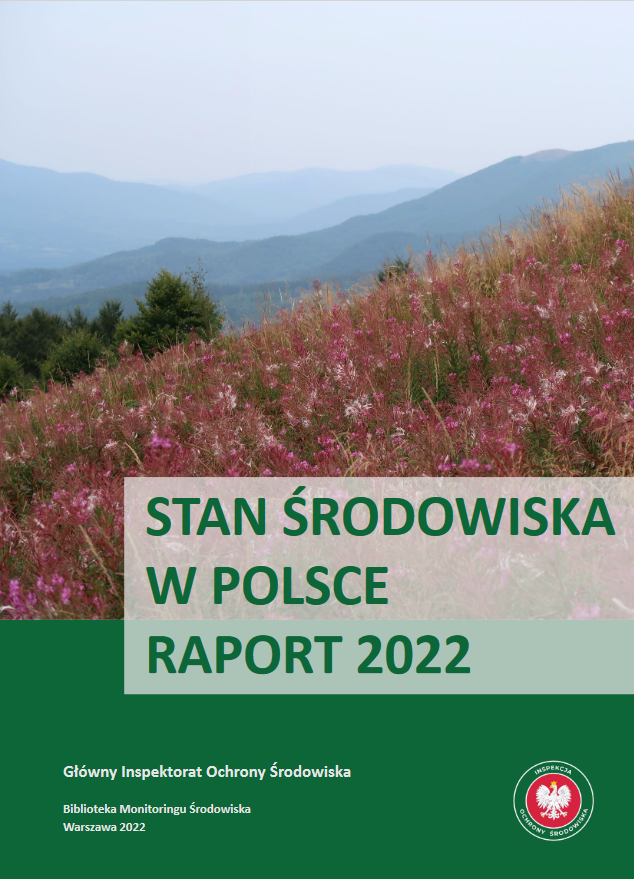 STAN ŚRODOWISKA
W POLSCE
RAPORT 2022
Główny Inspektorat Ochrony Środowiska
Biblioteka Monitoringu Środowiska
Warszawa 2022
INSPEKCJA
OCHRONY ŚRODOWISKA